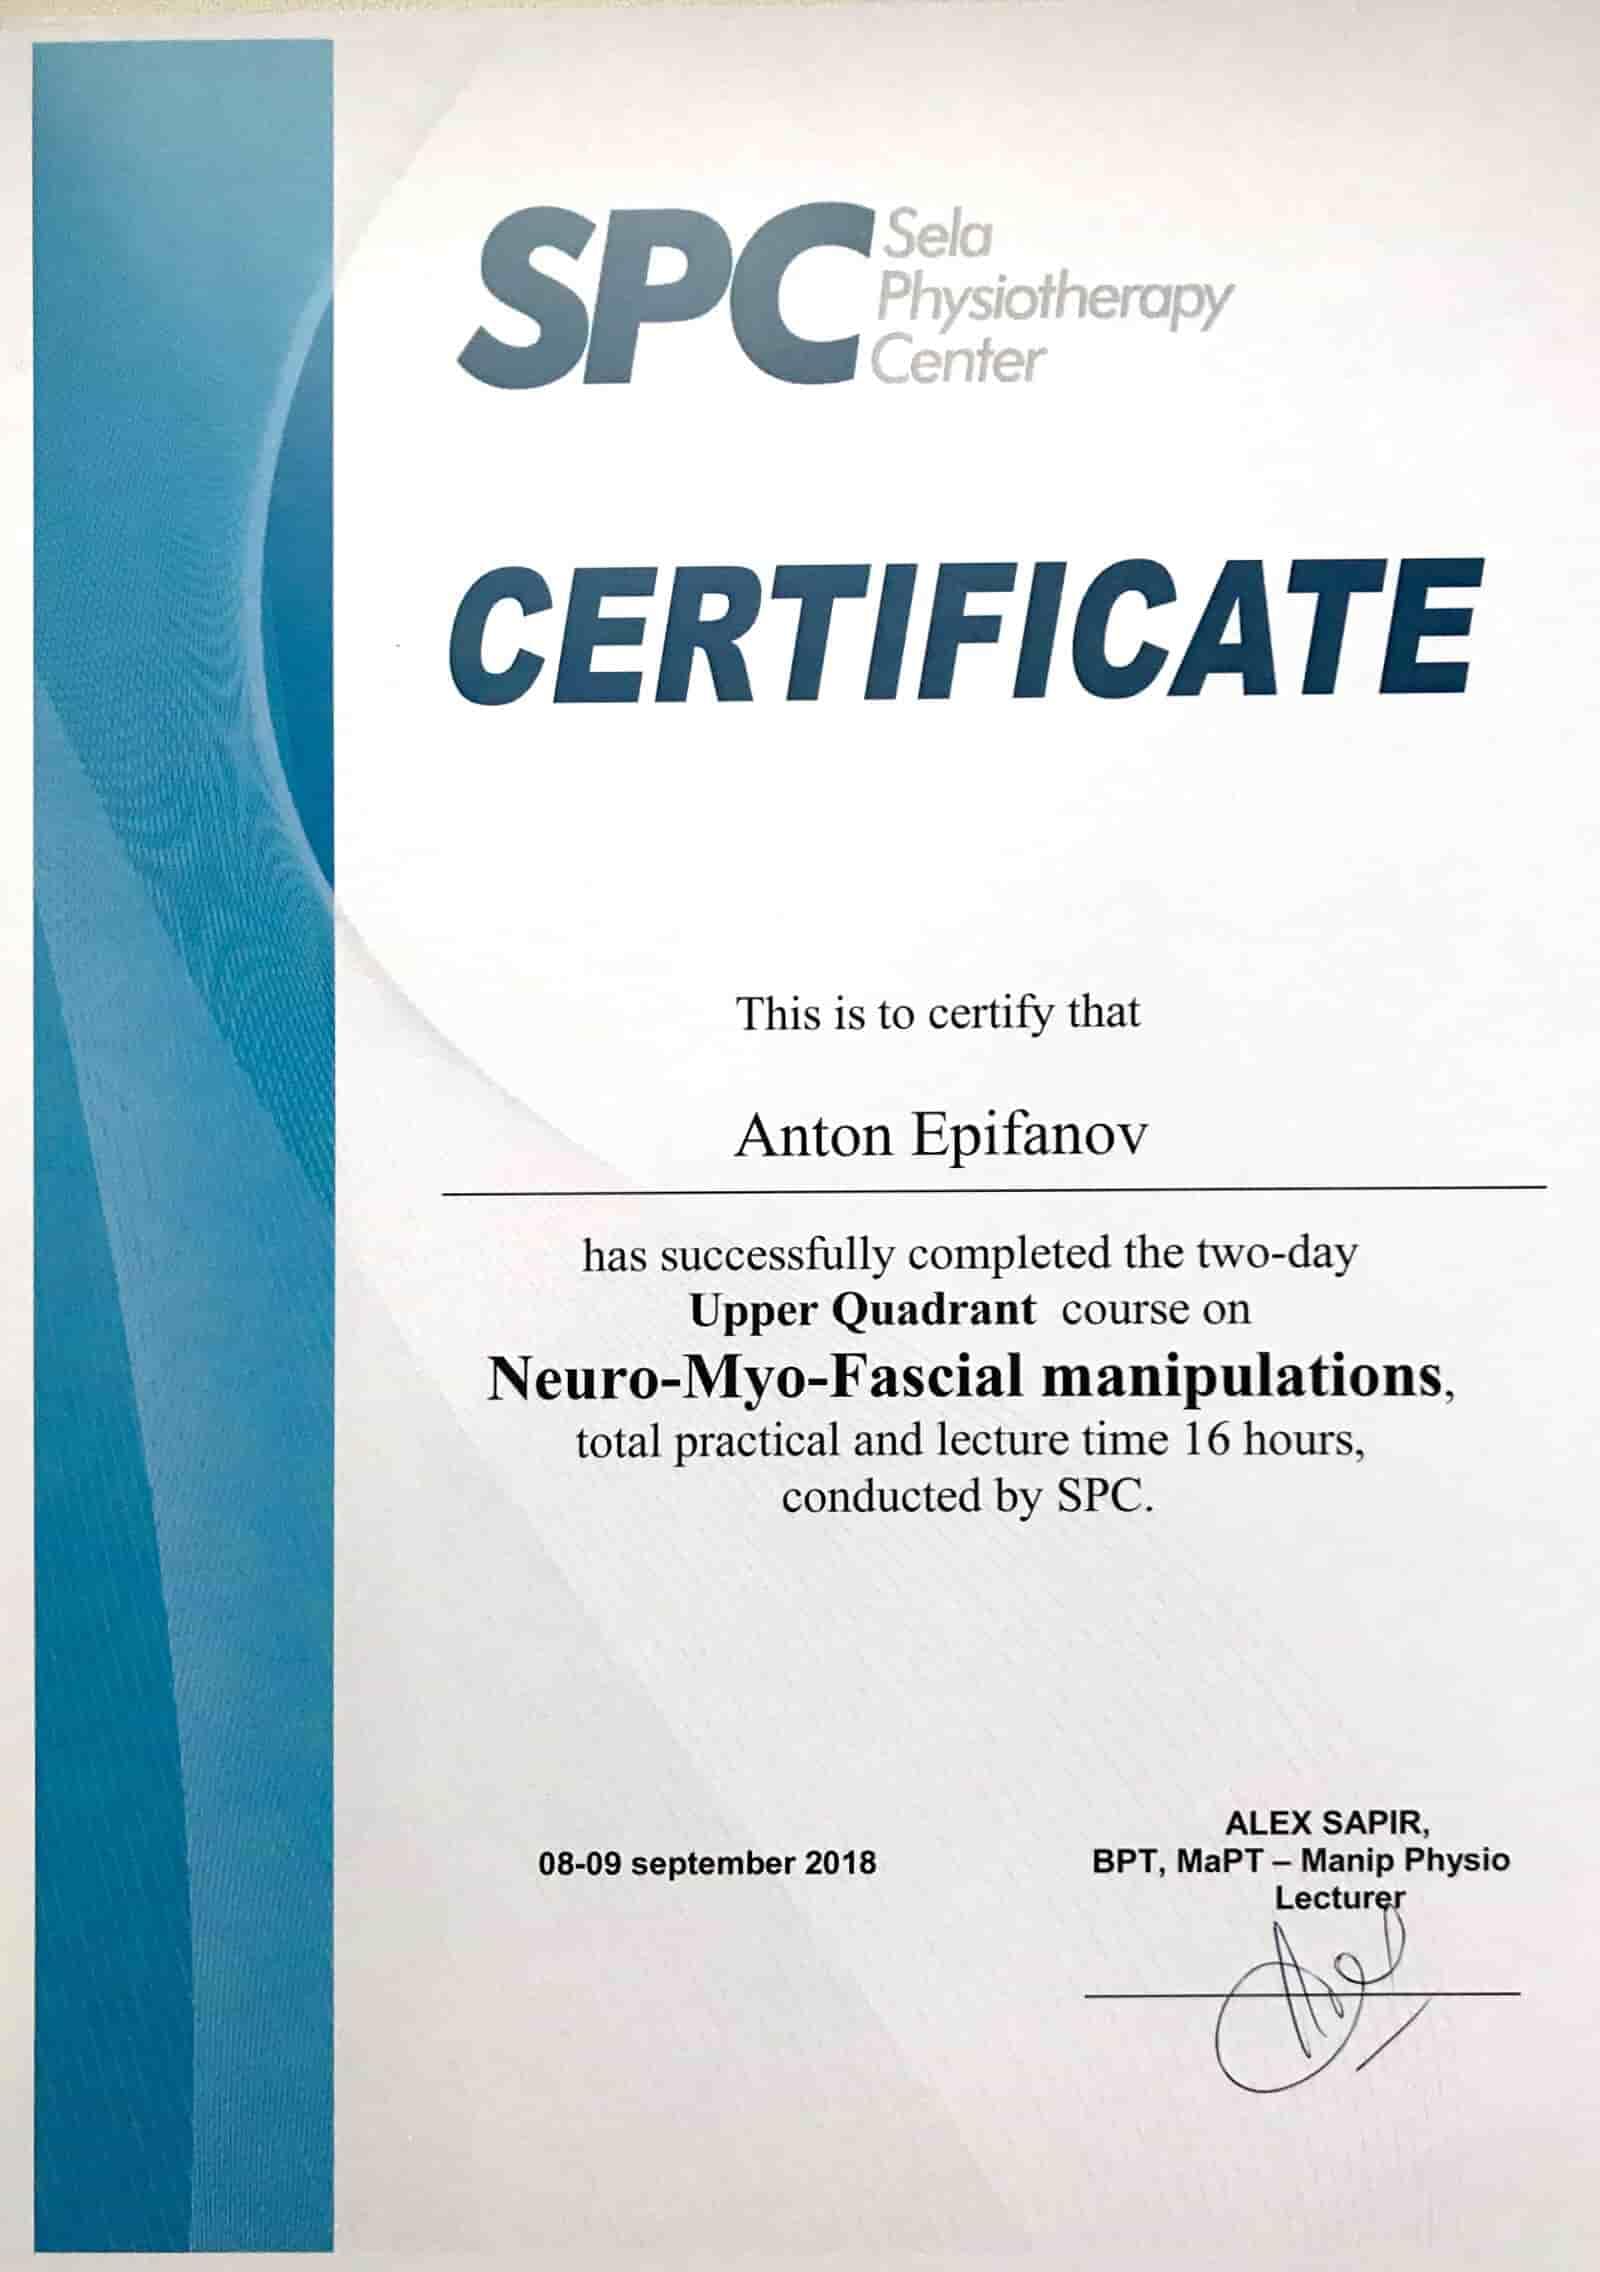 SPC Sela
Physiotherapy
Center
CERTIFICATE
This is to certify that
Anton Epifanov
has successfully completed the two-day
Upper Quadrant course on
Neuro-Myo-Fascial manipulations,
total practical and lecture time 16 hours,
conducted by SPC.
08-09 september 2018
ALEX SAPIR,
BPT, MaPT – Manip Physio
Lecturer